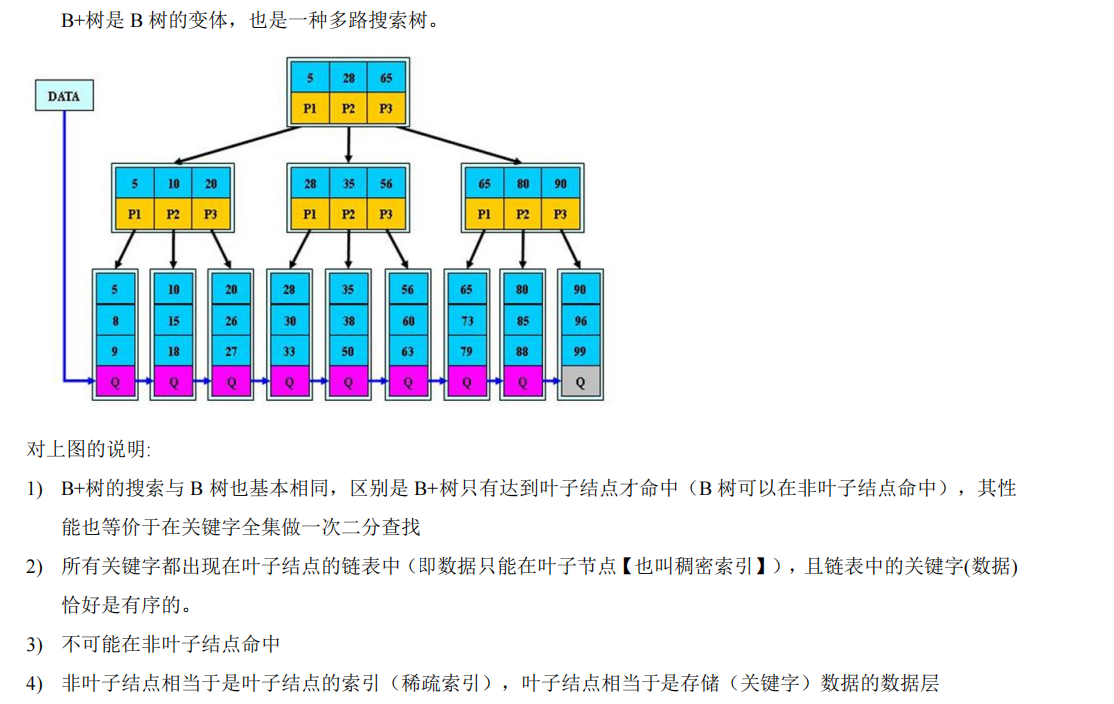 B+树是 B 树的变体，也是一种多路搜索树。
5 28 65
DATA
P1 P2 P3
5 10 20 28 35 56 65 80 90
P1 P2 P3 P1 P2 P3 P1 P2 P3
5 10 20 28 35 56 65 80 90
8 15 26 30 38 60 73 85 96
9 18 27 33 50 63 79 88 99
Q Q Q Q Q Q Q Q Q
对上图的说明:
1) B+树的搜索与 B 树也基本相同，区别是 B+树只有达到叶子结点才命中（B 树可以在非叶子结点命中），其性
能也等价于在关键字全集做一次二分查找
2) 所有关键字都出现在叶子结点的链表中（即数据只能在叶子节点【也叫稠密索引】），且链表中的关键字(数据)
恰好是有序的。
3) 不可能在非叶子结点命中
4) 非叶子结点相当于是叶子结点的索引（稀疏索引），叶子结点相当于是存储（关键字）数据的数据层